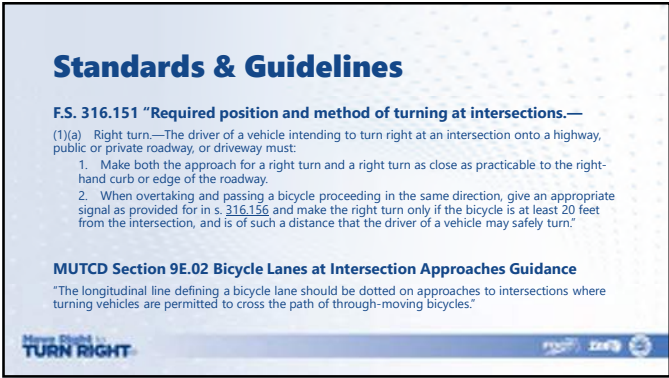 Standards & Guidelines
F.S. 316.151 “Required position and method of turning at intersections.—
(1)(a) Right turn.—The driver of a vehicle intending to turn right at an intersection onto a highway,
public or private roadway, or driveway must:
1. Make both the approach for a right turn and a right turn as close as practicable to the right-
hand curb or edge of the roadway.
2. When overtaking and passing a bicycle proceeding in the same direction, give an appropriate
signal as provided for in s. 316.156 and make the right turn only if the bicycle is at least 20 feet
from the intersection, and is of such a distance that the driver of a vehicle may safely turn.”
MUTCD Section 9E.02 Bicycle Lanes at Intersection Approaches Guidance
“The longitudinal line defining a bicycle lane should be dotted on approaches to intersections where
turning vehicles are permitted to cross the path of through-moving bicycles.”
Move Right to
TURN RIGHT